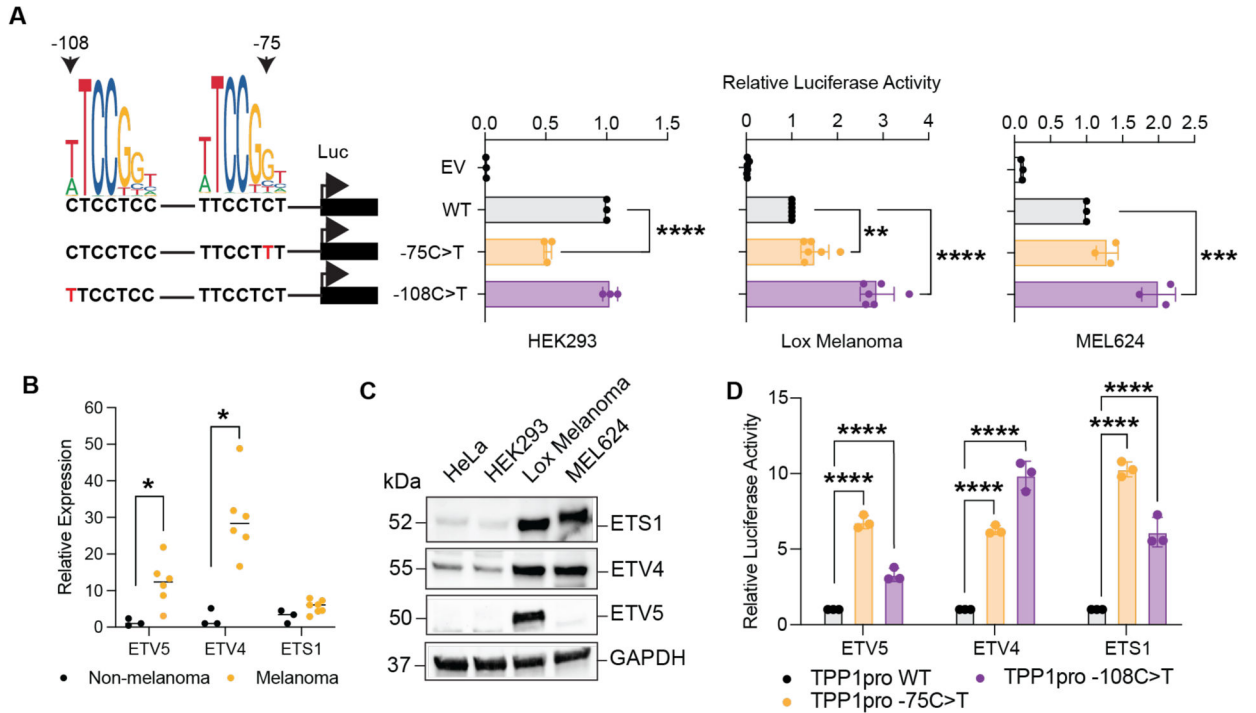 A
-108
-75
TTCCGGT
A
TTCCGGT
A
Luc
CTCCTCC
TTCCTCT
CTCCTCC
TTCCTTT
TTCCTCC
TTCCTCT
Relative Luciferase Activity
0.0 0.5 1.0
0 1 2 3 4
0.0 0.5 1.0 1.5 2.0 2.5
EV
WT
-75C>T
-108C>T
****
**
****
***
HEK293
Lox Melanoma
MEL624
B
Relative Expression
60
50
40
30
20
10
0
*
*
ETV5 ETV4 ETS1
Non-melanoma Melanoma
C
kDa
HeLa
HEK293
Lox Melanoma
MEL624
52 ETS1
55 ETV4
50 ETV5
37 GAPDH
D
Relative Luciferase Activity
15
10
5
0
****
****
****
****
****
****
ETV5 ETV4 ETS1
TPP1pro WT
TPP1pro -108C>T
TPP1pro -75C>T